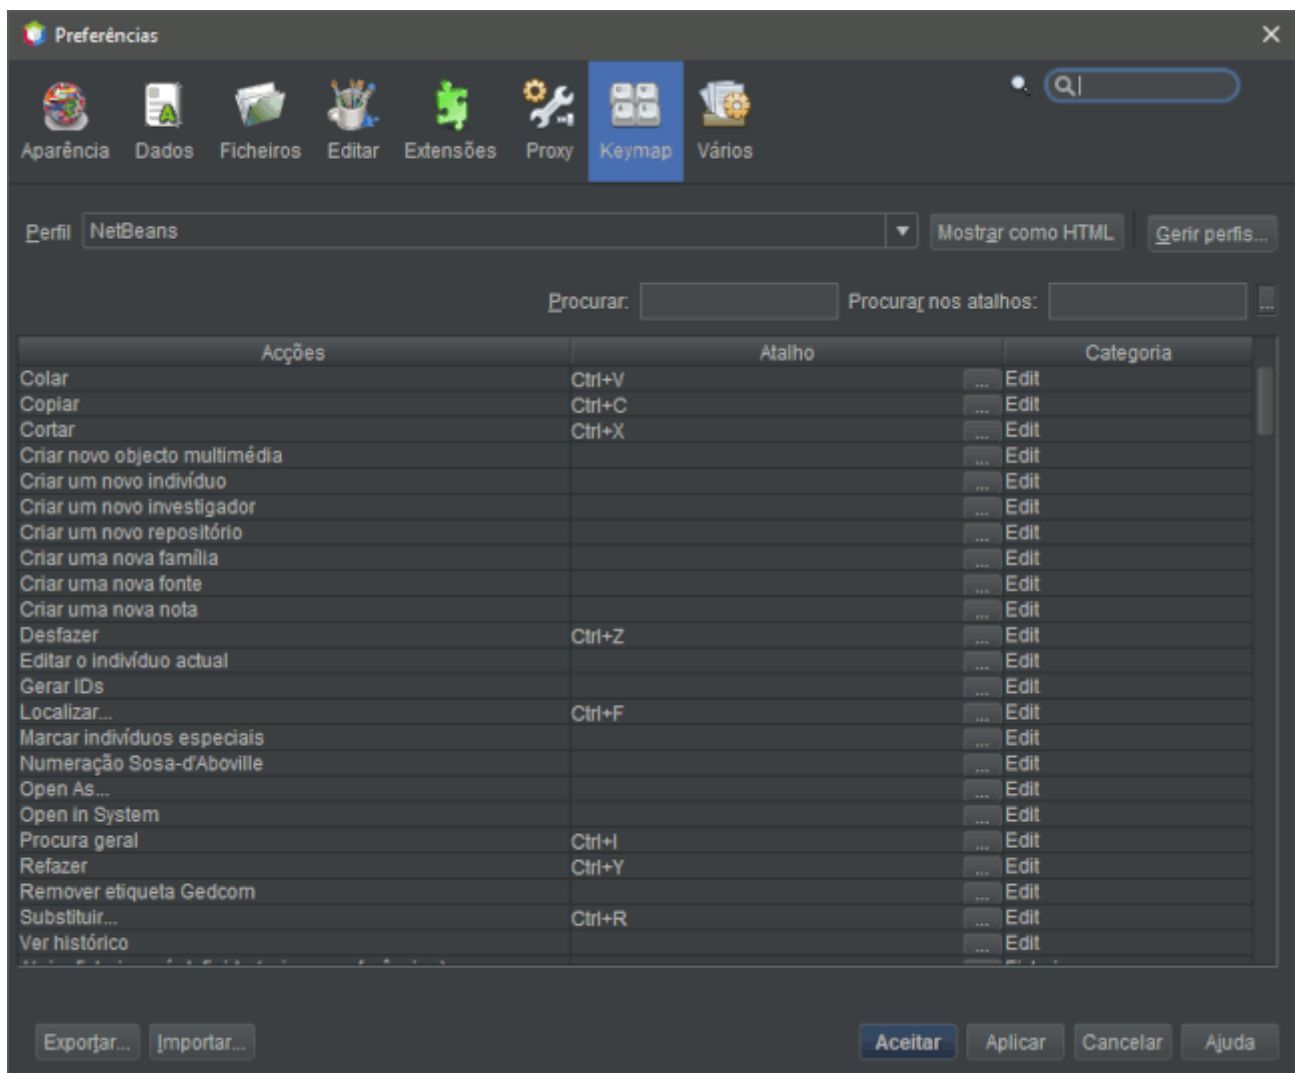 Preferências
Aparência Dados Ficheiros Editar Extensões Proxy Keymap Vários
Perfil NetBeans Mostrar como HTML Gerir perfis...
Procurar: Procurar nos atalhos: ...
Acções Atalho Categoria
Colar Ctrl+V ... Edit
Copiar Ctrl+C ... Edit
Cortar Ctrl+X ... Edit
Criar novo objecto multimédia ... Edit
Criar um novo indivíduo ... Edit
Criar um novo investigador ... Edit
Criar um novo repositório ... Edit
Criar uma nova família ... Edit
Criar uma nova fonte ... Edit
Criar uma nova nota ... Edit
Desfazer Ctrl+Z ... Edit
Editar o indivíduo actual ... Edit
Gerar IDs ... Edit
Localizar... Ctrl+F ... Edit
Marcar indivíduos especiais ... Edit
Numeração Sosa-d'Aboville ... Edit
Open As... ... Edit
Open in System ... Edit
Procura geral Ctrl+I ... Edit
Refazer Ctrl+Y ... Edit
Remover etiqueta Gedcom ... Edit
Substituir... Ctrl+R ... Edit
Ver histórico ... Edit
Exportar... Importar... Aceitar Aplicar Cancelar Ajuda